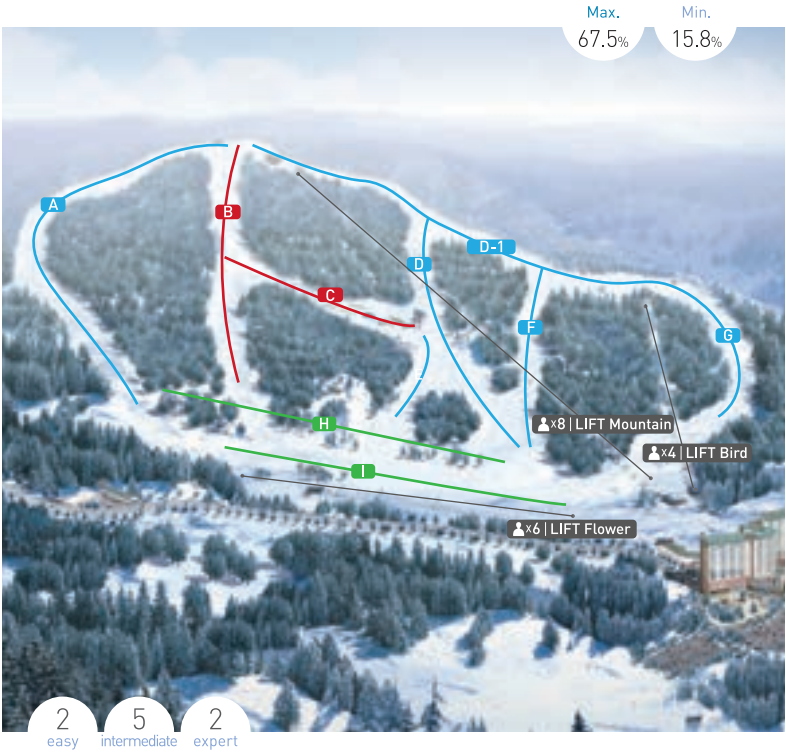 Max.
Min.
67.5%
15.8%
A
B
D-1
D
C
F
G
H
x8 | LIFT Mountain
x4 | LIFT Bird
I
x6 | LIFT Flower
2
easy
5
intermediate
2
expert